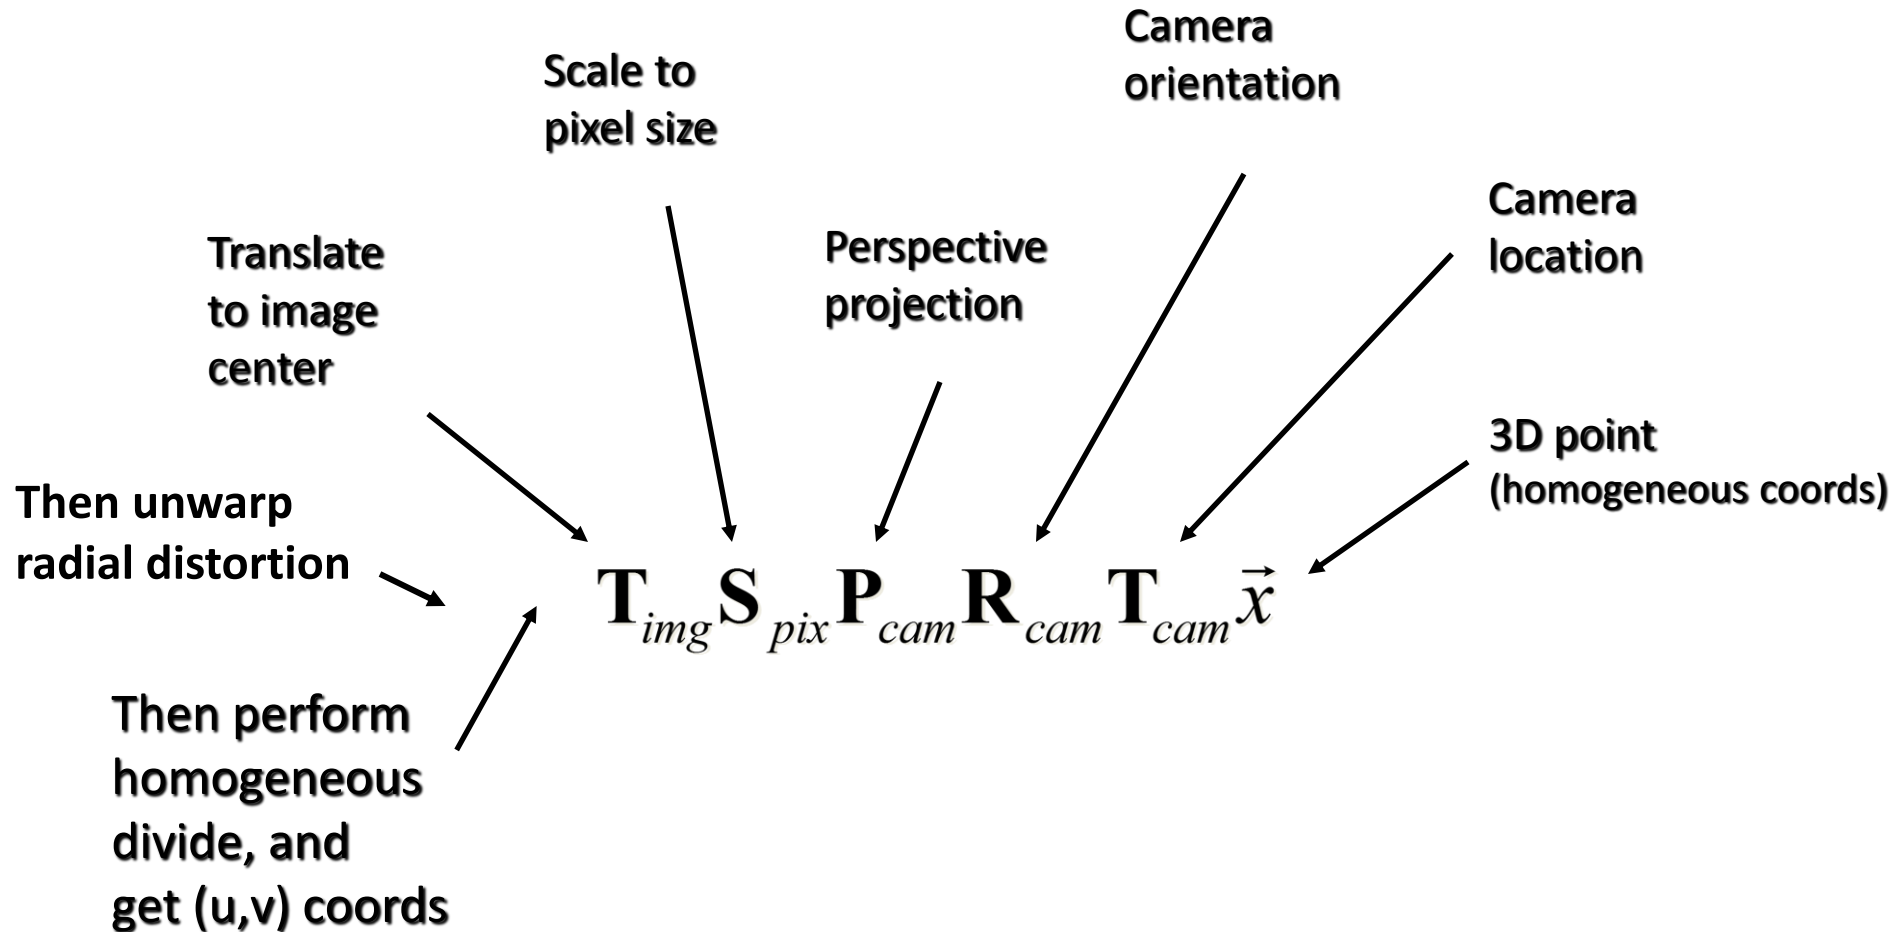 Camera
orientation
Scale to
pixel size
Camera
location
Perspective
projection
Translate
to image
center
3D point
(homogeneous coords)
Then unwarp
radial distortion
T_img S_pix P_cam R_cam T_cam x⃗
Then perform
homogeneous
divide, and
get (u,v) coords